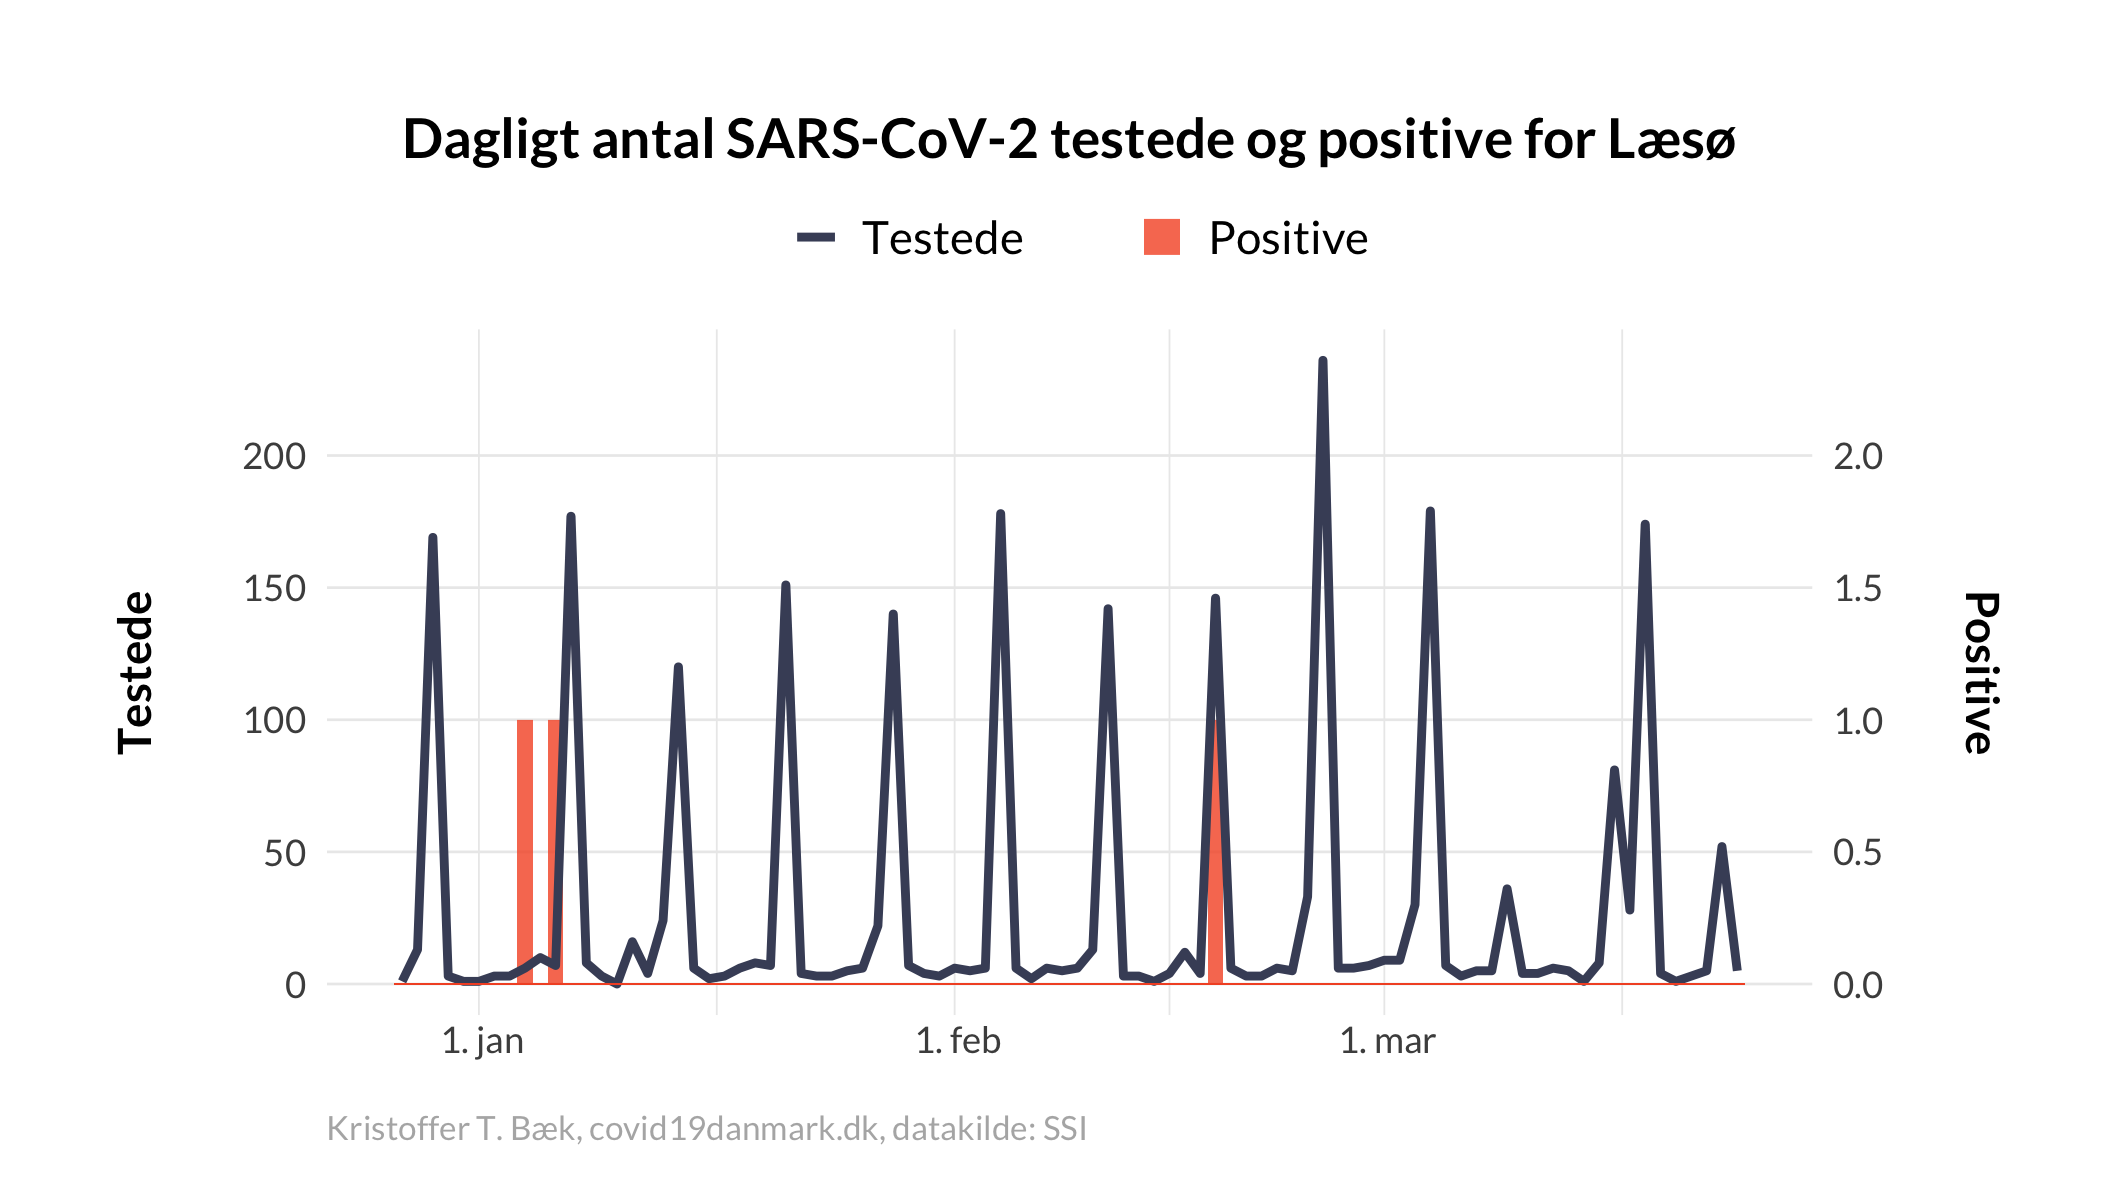 Dagligt antal SARS-CoV-2 testede og positive for Læsø
Testede
Positive
200
150
100
50
0
2.0
1.5
1.0
0.5
0.0
Testede
Positive
1. jan
1. feb
1. mar
Kristoffer T. Bæk, covid19danmark.dk, datakilde: SSI